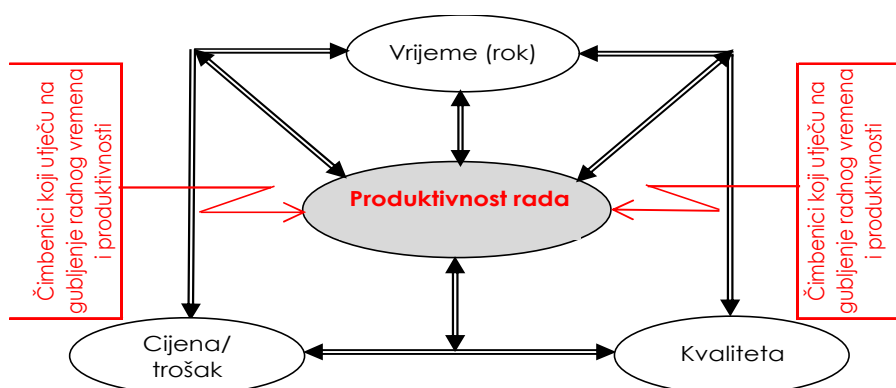 Vrijeme (rok)
Čimbenici koji utječu na
gubljenje radnog vremena
i produktivnosti
Produktivnost rada
Čimbenici koji utječu na
gubljenje radnog vremena
i produktivnosti
Cijena/
trošak
Kvaliteta